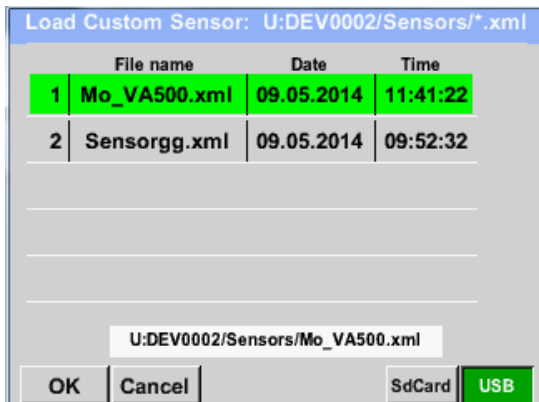 Load Custom Sensor: U:DEV0002/Sensors/*.xml
File name Date Time
1 Mo_VA500.xml 09.05.2014 11:41:22
2 Sensorgg.xml 09.05.2014 09:52:32
U:DEV0002/Sensors/Mo_VA500.xml
OK Cancel SdCard USB